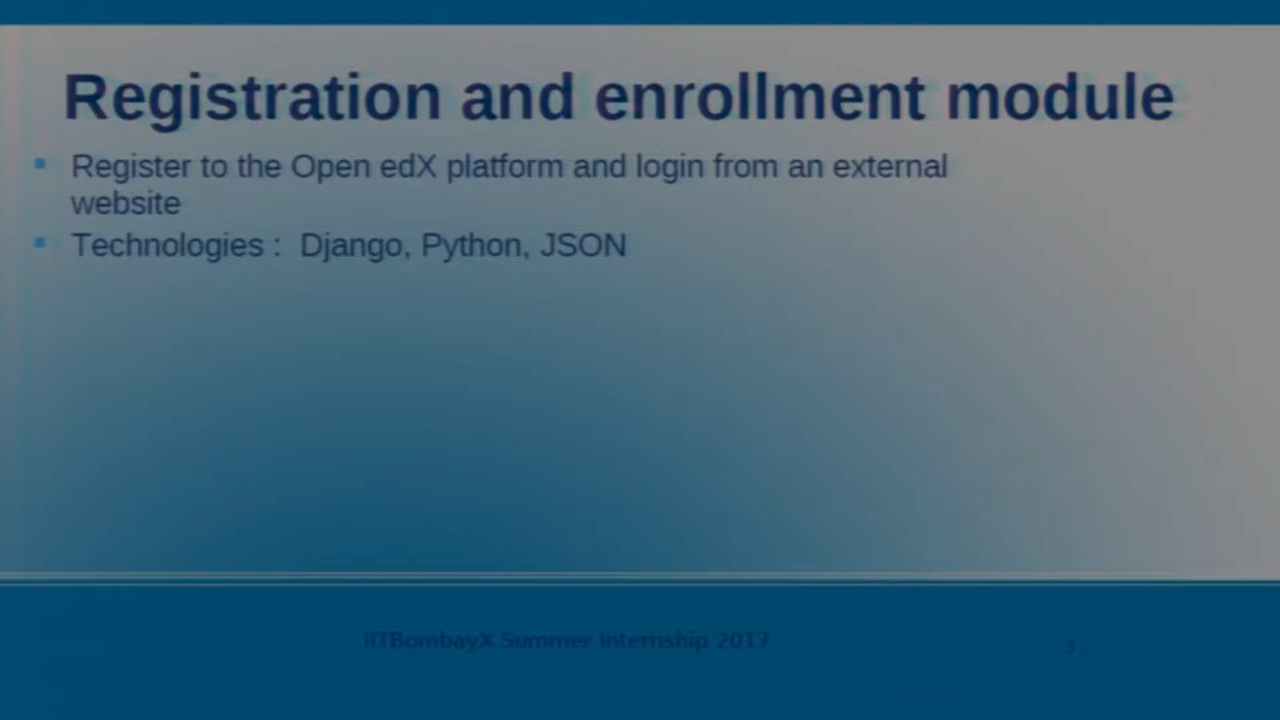 Registration and enrollment module
Register to the Open edX platform and login from an external
website
Technologies : Django, Python, JSON
IITBombayX Summer Internship 2017
3